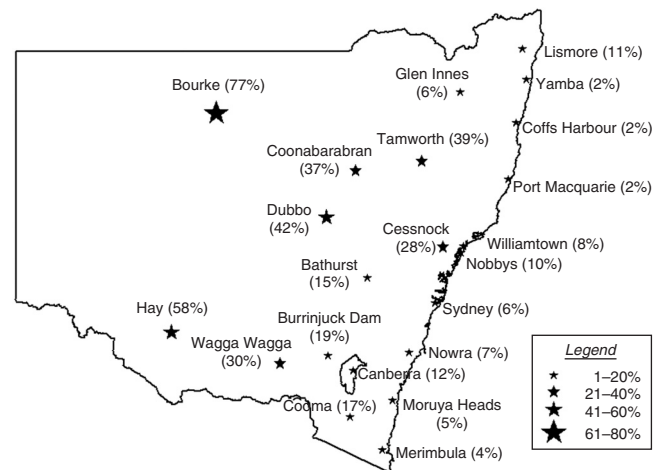 Lismore (11%)
Bourke (77%)
Glen Innes
(6%)
Yamba (2%)
Coffs Harbour (2%)
Tamworth (39%)
Coonabarabran
(37%)
Port Macquarie (2%)
Dubbo
(42%)
Cessnock
(28%)
Williamtown (8%)
Nobbys (10%)
Bathurst
(15%)
Hay (58%)
Sydney (6%)
Burrinjuck Dam
(19%)
Wagga Wagga
(30%)
Nowra (7%)
Canberra (12%)
Cooma (17%)
Moruya Heads
(5%)
Merimbula (4%)
Legend
1–20%
21–40%
41–60%
61–80%